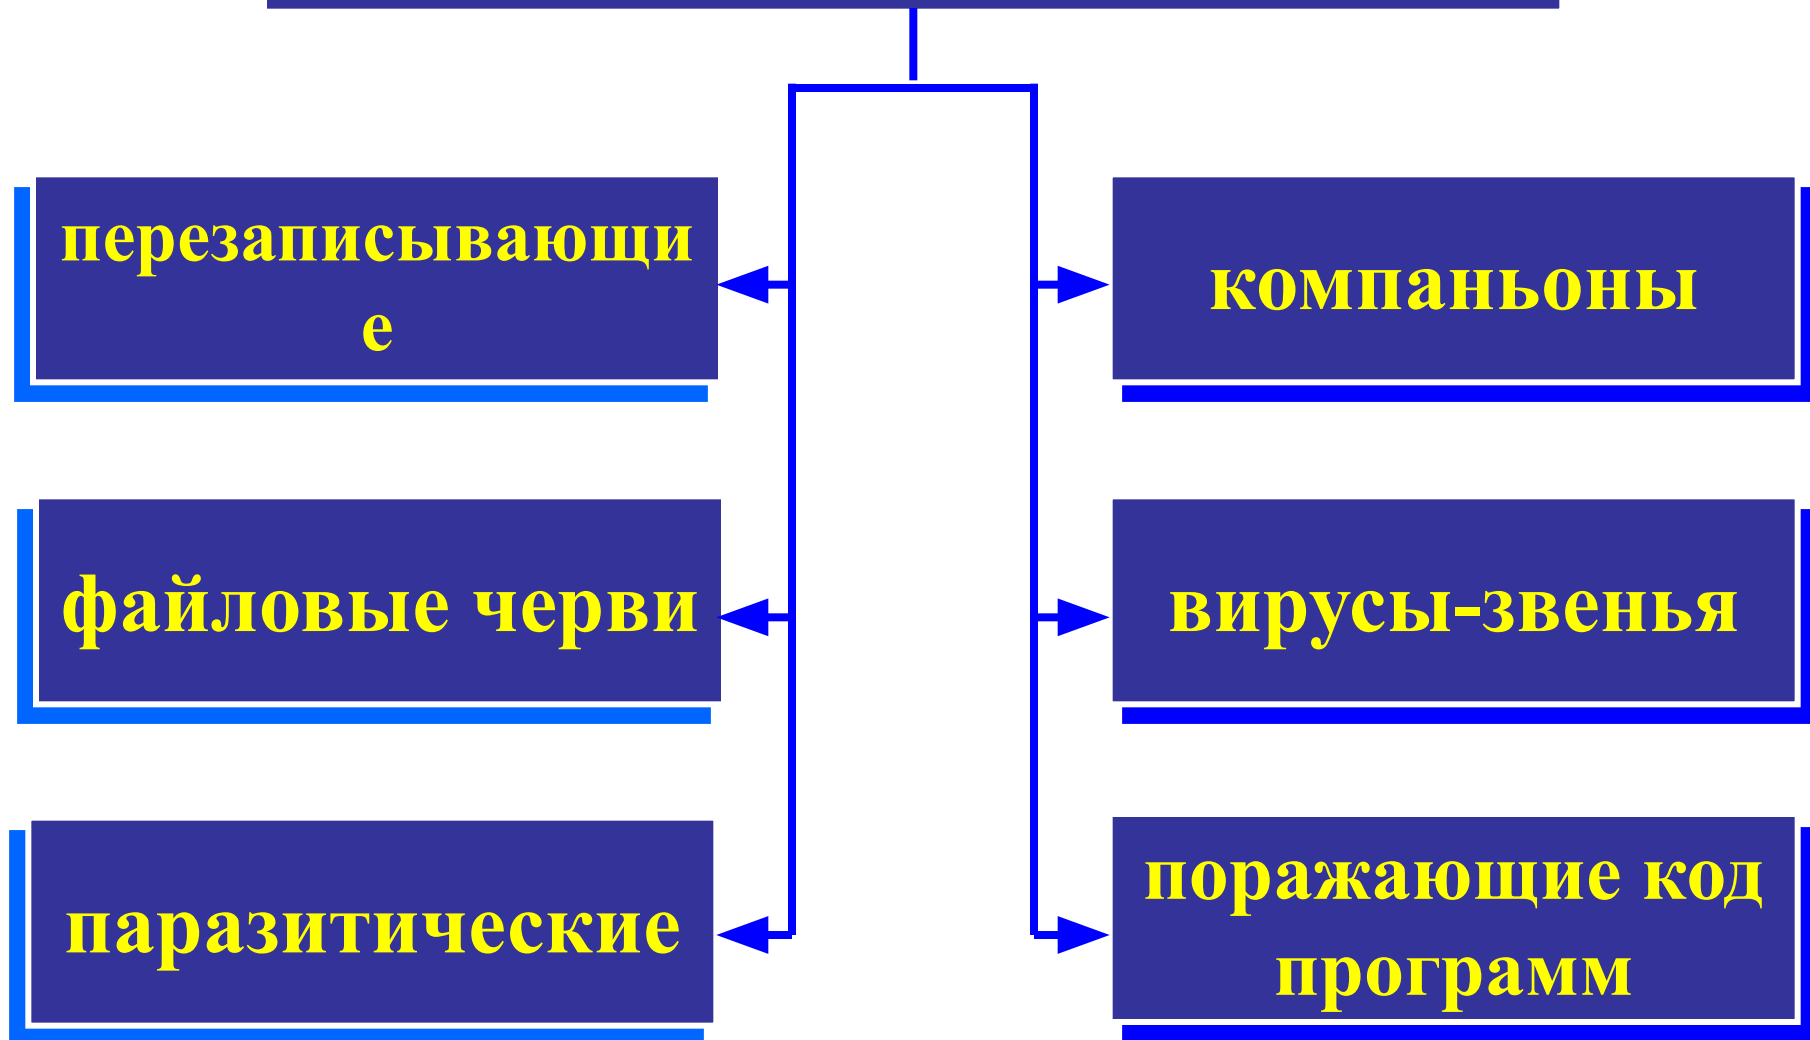 перезаписывающи
е
компаньоны
файловые черви
вирусы-звенья
паразитические
поражающие код
программ